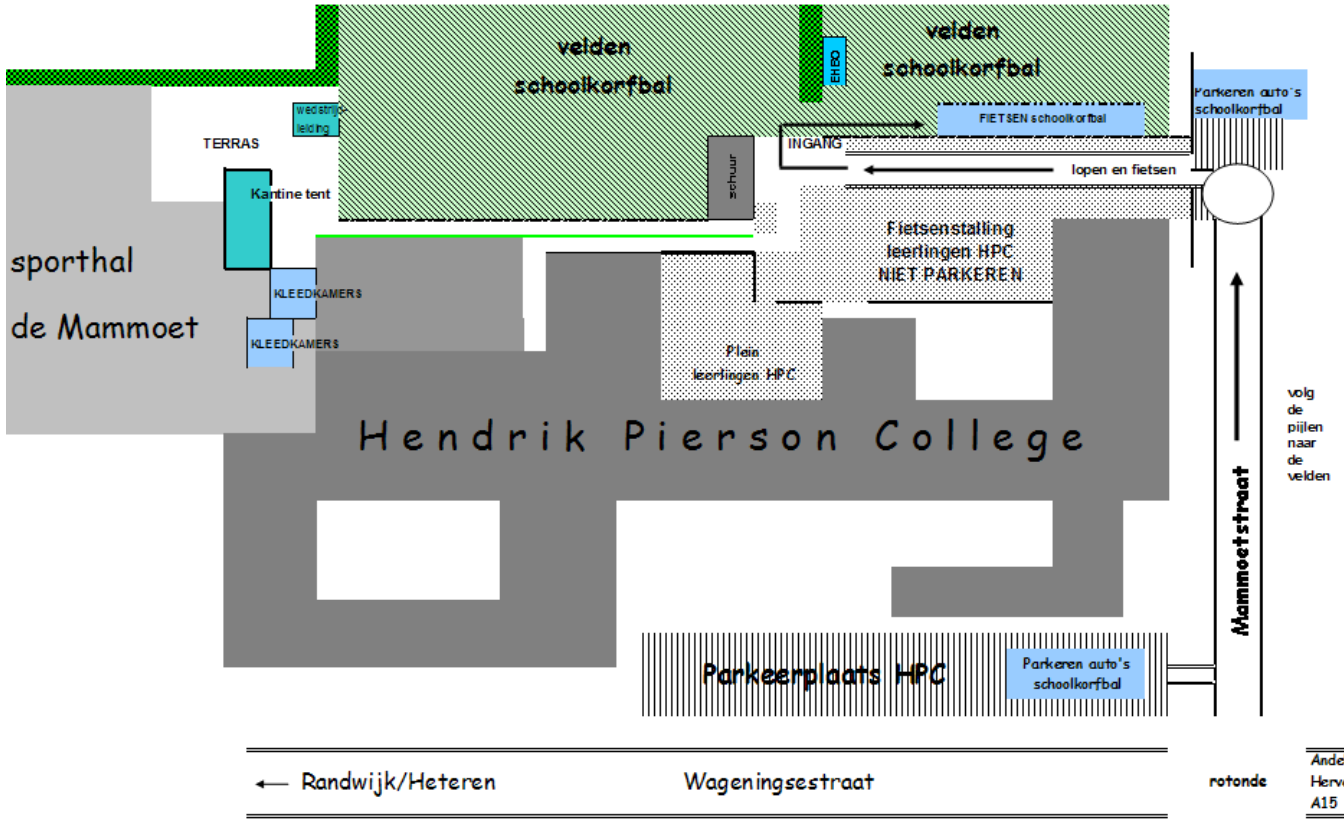 velden
schoolkorfbal
velden
schoolkorfbal
EHBO
Parkeren auto's
schoolkorfbal
wedstrijd-
leiding
FIETSEN schoolkorfbal
TERRAS
INGANG
schuur
lopen en fietsen
Kantine tent
Fietsenstalling
leerlingen HPC
NIET PARKEREN
sporthal
de Mammoet
KLEEDKAMERS
KLEEDKAMERS
Plein
leerlingen HPC
Hendrik Pierson College
volg
de
pijlen
naar
de
velden
Mammoetstraat
Parkeerplaats HPC
Parkeren auto's
schoolkorfbal
Randwijk/Heteren
Wageningsestraat
rotonde
Ande
Herv
A15